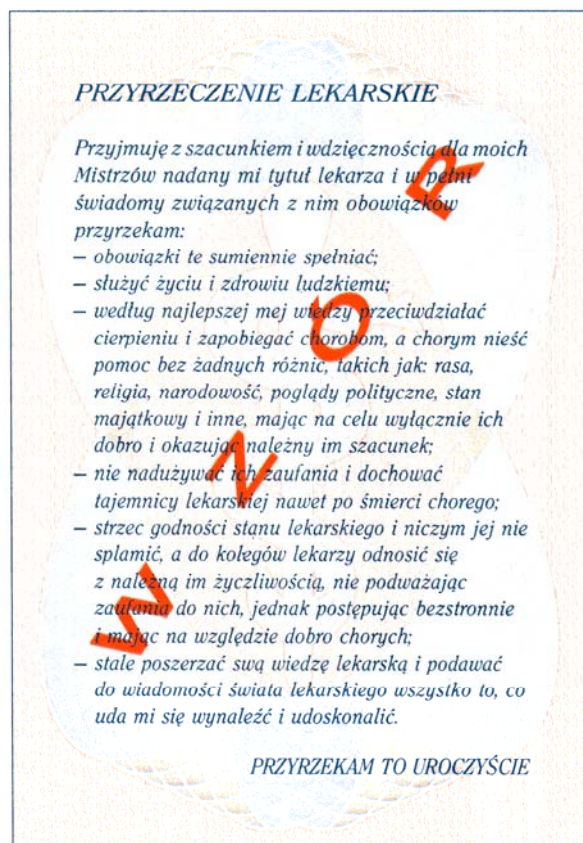 PRZYRZECZENIE LEKARSKIE
Przyjmuję z szacunkiem i wdzięcznością dla moich
Mistrzów nadany mi tytuł lekarza i w pełni
świadomy związanych z nim obowiązków
przyrzekam:
– obowiązki te sumiennie spełniać;
– służyć życiu i zdrowiu ludzkiemu;
– według najlepszej mej wiedzy przeciwdziałać
cierpieniu i zapobiegać chorobom, a chorym nieść
pomoc bez żadnych różnic, takich jak: rasa,
religia, narodowość, poglądy polityczne, stan
majątkowy i inne, mając na celu wyłącznie ich
dobro i okazując należny im szacunek;
– nie nadużywać ich zaufania i dochować
tajemnicy lekarskiej nawet po śmierci chorego;
– strzec godności stanu lekarskiego i niczym jej nie
splamić, a do kolegów lekarzy odnosić się
z należną im życzliwością, nie podważając
zaufania do nich, jednak postępując bezstronnie
i mając na względzie dobro chorych;
– stale poszerzać swą wiedzę lekarską i podawać
do wiadomości świata lekarskiego wszystko to, co
uda mi się wynaleźć i udoskonalić.
PRZYRZEKAM TO UROCZYŚCIE
WZÓR